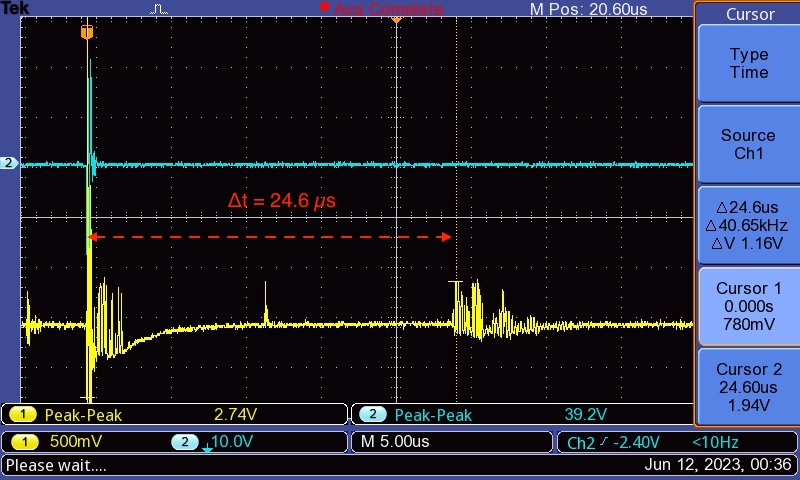 Tek
Acq Complete
M Pos: 20.60us
Cursor
T
Type
Time
2
Source
Ch1
Δt = 24.6 µs
△24.6us
△40.65kHz
△V 1.16V
Cursor 1
0.000s
780mV
Cursor 2
24.60us
1.94V
1 Peak-Peak 2.74V
2 Peak-Peak 39.2V
1 500mV
2 10.0V
M 5.00us
Ch2 -2.40V <10Hz
Please wait....
Jun 12, 2023, 00:36